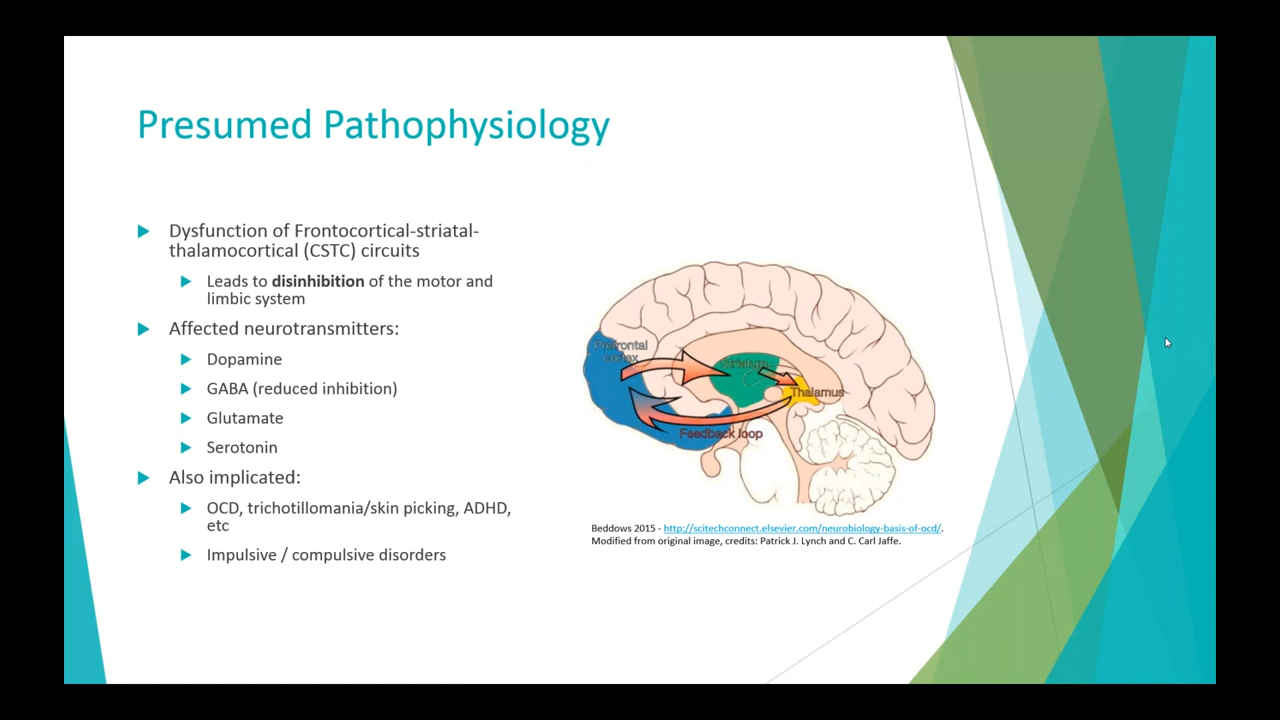 Presumed Pathophysiology
Dysfunction of Frontocortical-striatal-
thalamocortical (CSTC) circuits
Leads to disinhibition of the motor and
limbic system
Affected neurotransmitters:
Dopamine
GABA (reduced inhibition)
Glutamate
Serotonin
Also implicated:
OCD, trichotillomania/skin picking, ADHD,
etc
Impulsive / compulsive disorders
Prefrontal
cortex
Striatum
Thalamus
Feedback loop
Beddows 2015 - http://scitechconnect.elsevier.com/neurobiology-basis-of-ocd/.
Modified from original image, credits: Patrick J. Lynch and C. Carl Jaffe.